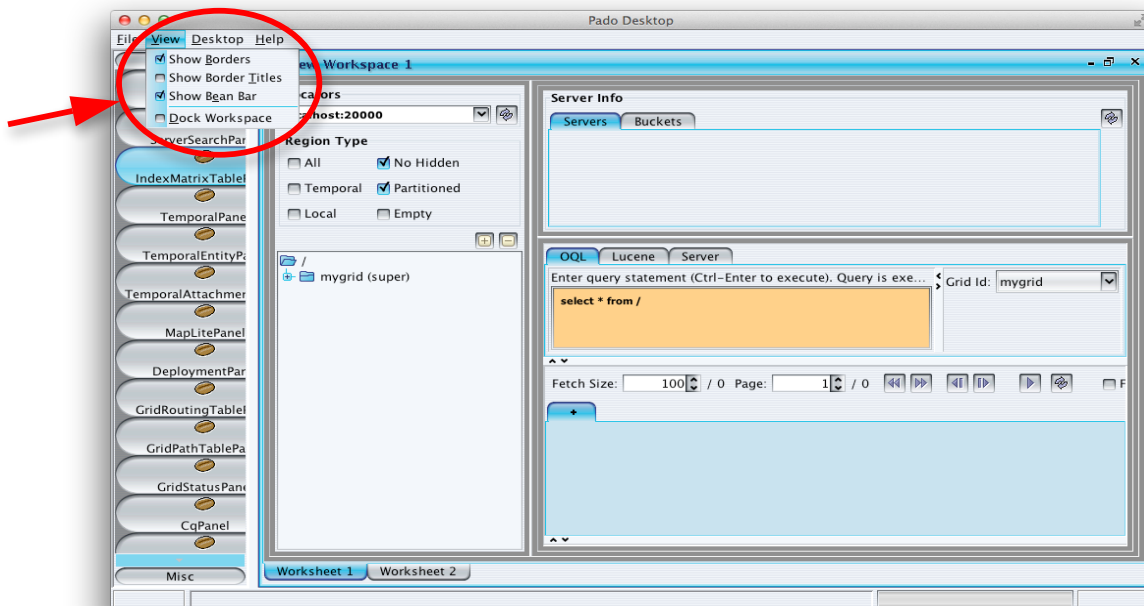 Pado Desktop
File View Desktop Help
Show Borders
Show Border Titles
Show Bean Bar
Dock Workspace
Workspace 1
ServerSearchPar
IndexMatrixTable
TemporalPane
TemporalEntityPa
TemporalAttachmer
MapLitePanel
DeploymentPar
GridRoutingTable
GridPathTablePa
GridStatusPan
CqPanel
Misc
:20000
Region Type
All No Hidden
Temporal Partitioned
Local Empty
/
mygrid (super)
Server Info
Servers Buckets
OQL Lucene Server
Enter query statement (Ctrl-Enter to execute). Query is exe...
Grid Id: mygrid
select * from /
Fetch Size: 100 / 0 Page: 1 / 0 F
+
Worksheet 1 Worksheet 2